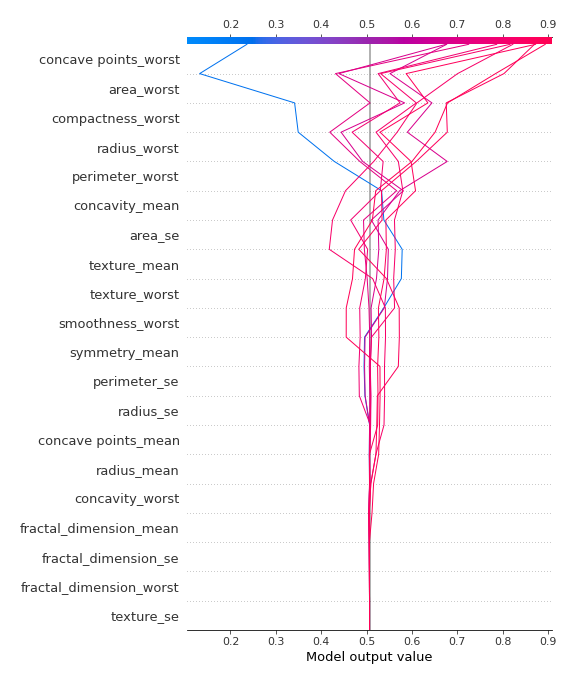 0.2 0.3 0.4 0.5 0.6 0.7 0.8 0.9
concave points_worst
area_worst
compactness_worst
radius_worst
perimeter_worst
concavity_mean
area_se
texture_mean
texture_worst
smoothness_worst
symmetry_mean
perimeter_se
radius_se
concave points_mean
radius_mean
concavity_worst
fractal_dimension_mean
fractal_dimension_se
fractal_dimension_worst
texture_se
0.2 0.3 0.4 0.5 0.6 0.7 0.8 0.9
Model output value